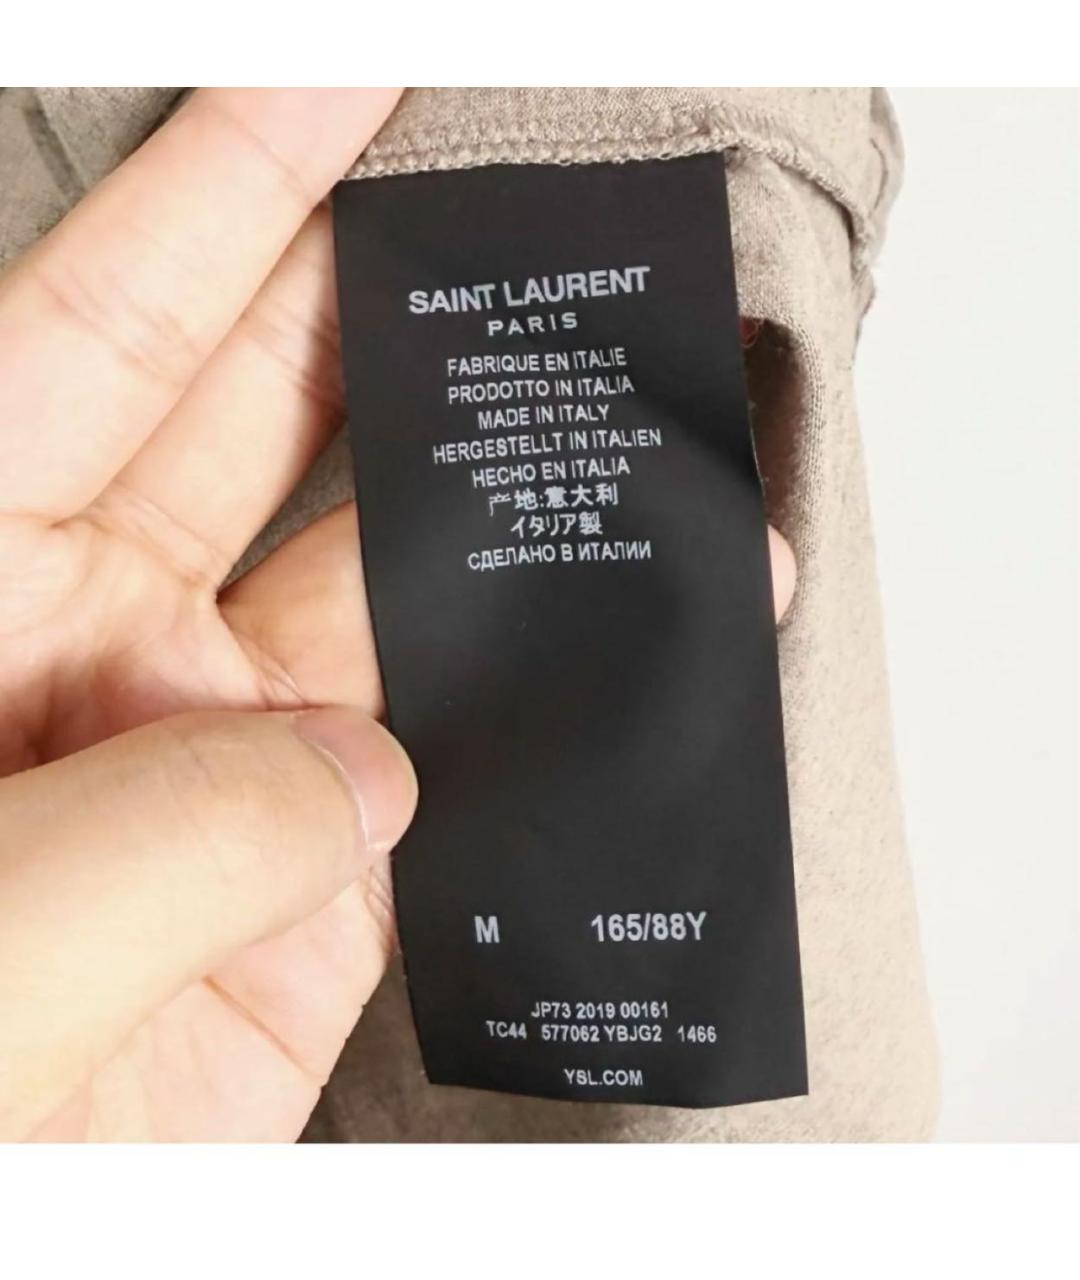 SAINT LAURENT
PARIS
FABRIQUE EN ITALIE
PRODOTTO IN ITALIA
MADE IN ITALY
HERGESTELLT IN ITALIEN
HECHO EN ITALIA
产地:意大利
イタリア製
СДЕЛАНО В ИТАЛИИ
M 165/88Y
JP73 2019 00161
TC44 577062 YBJG2 1466
YSL.COM